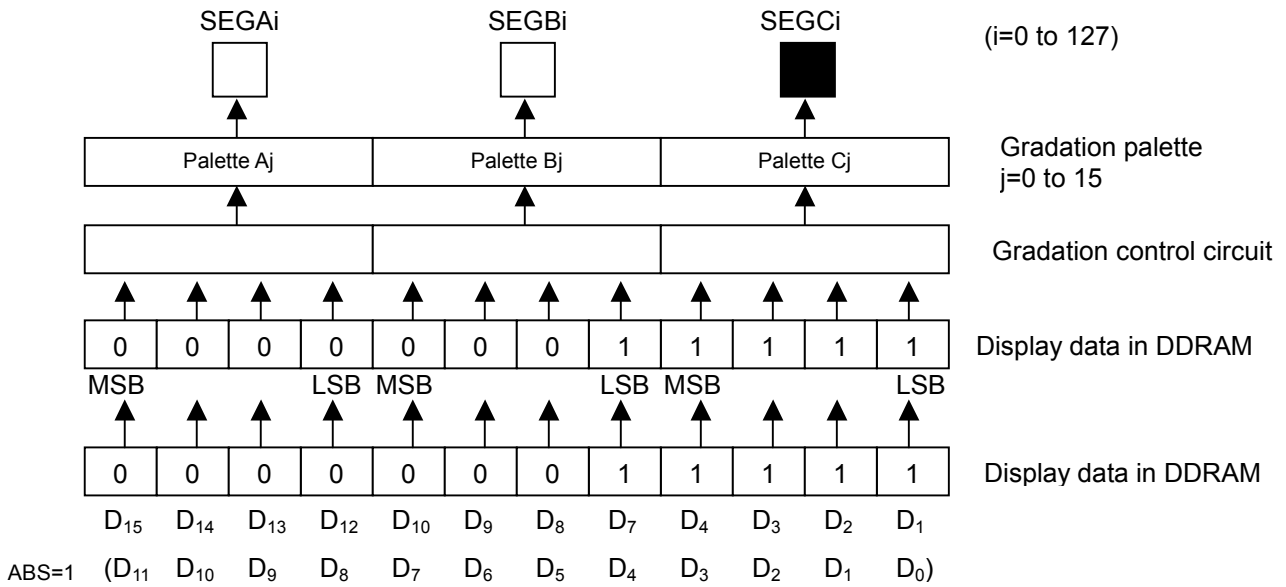 SEGAi SEGBi SEGCi (i=0 to 127)
Palette Aj Palette Bj Palette Cj Gradation palette
j=0 to 15
Gradation control circuit
0 0 0 0 0 0 0 1 1 1 1 1 Display data in DDRAM
MSB LSB MSB LSB MSB LSB
0 0 0 0 0 0 0 1 1 1 1 1 Display data in DDRAM
D₁₅ D₁₄ D₁₃ D₁₂ D₁₀ D₉ D₈ D₇ D₄ D₃ D₂ D₁
ABS=1 (D₁₁ D₁₀ D₉ D₈ D₇ D₆ D₅ D₄ D₃ D₂ D₁ D₀)